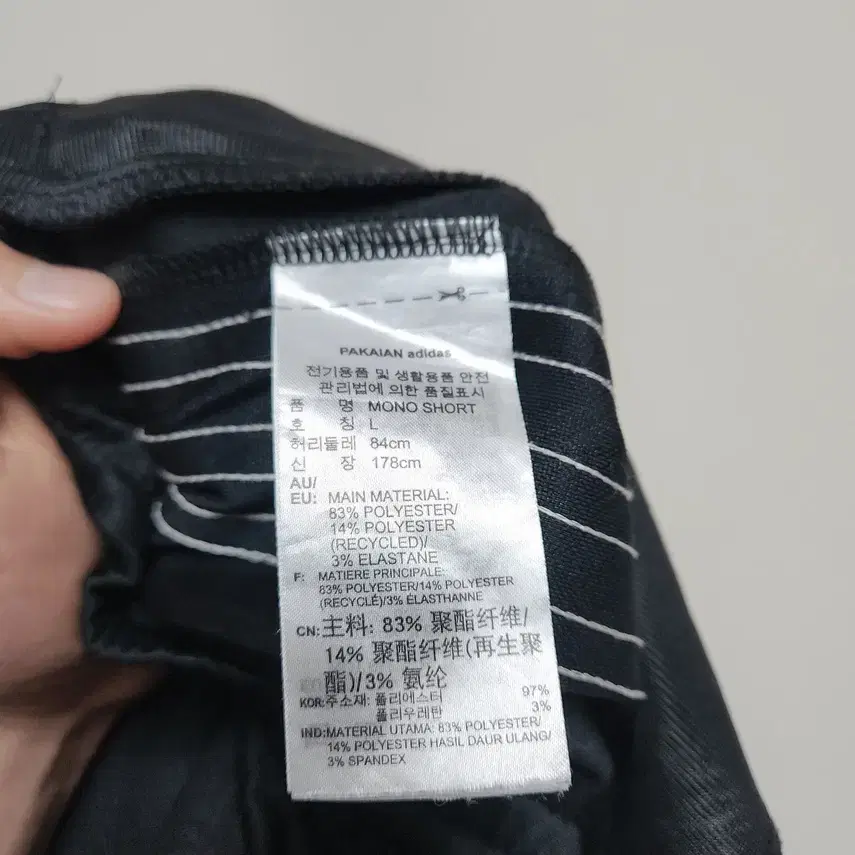 PAKAIAN adidas
전기용품 및 생활용품 안전
관리법에 의한 품질표시
품 명 MONO SHORT
호 칭 L
허리둘레 84cm
신 장 178cm
AU/
EU: MAIN MATERIAL:
83% POLYESTER/
14% POLYESTER
(RECYCLED)/
3% ELASTANE
F: MATIERE PRINCIPALE:
83% POLYESTER/14% POLYESTER
(RECYCLÉ)/3% ÉLASTHANNE
CN: 主料: 83% 聚酯纤维/
14% 聚酯纤维(再生聚
酯)/3% 氨纶
KOR: 주소재: 폴리에스터 97%
폴리우레탄 3%
IND: MATERIAL UTAMA: 83% POLYESTER/
14% POLYESTER HASIL DAUR ULANG/
3% SPANDEX